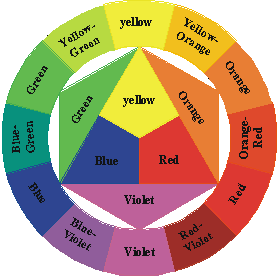 yellow
Yellow-
Orange
Orange
Orange-
Red
Red
Red-
Violet
Violet
Blue-
Violet
Blue
Blue-
Green
Green
Yellow-
Green
yellow
Green
Orange
Blue
Red
Violet